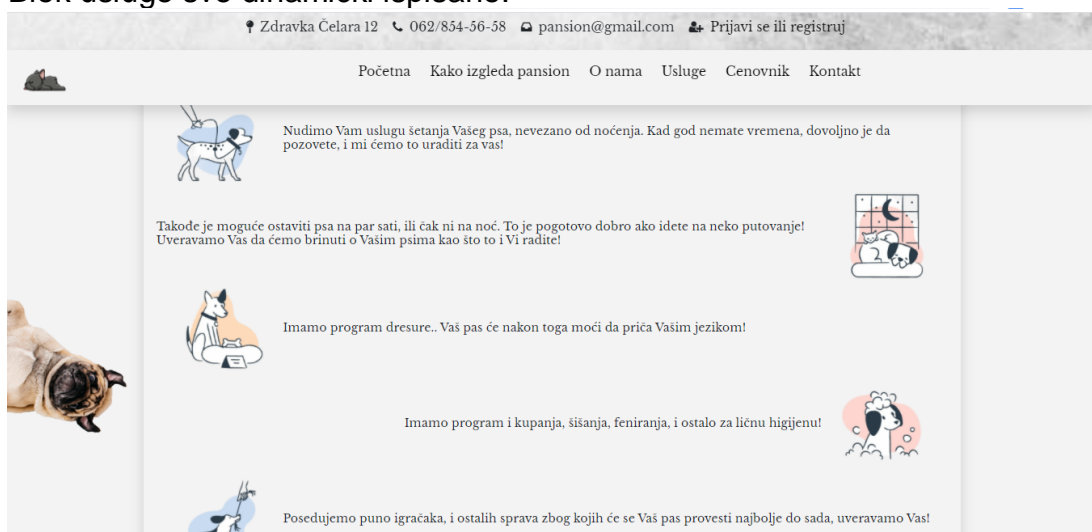 Blok usluge sve dinamički ispisano:
Zdravka Čelara 12 062/854-56-58 pansion@gmail.com Prijavi se ili registruj
Početna Kako izgleda pansion O nama Usluge Cenovnik Kontakt
Nudimo Vam uslugu šetanja Vašeg psa, nevezano od noćenja. Kad god nemate vremena, dovoljno je da
pozovete, i mi ćemo to uraditi za vas!
Takođe je moguće ostaviti psa na par sati, ili čak ni na noć. To je pogotovo dobro ako idete na neko putovanje!
Uveravamo Vas da ćemo brinuti o Vašim psima kao što to i Vi radite!
Imamo program dresure.. Vaš pas će nakon toga moći da priča Vašim jezikom!
Imamo program i kupanja, šišanja, feniranja, i ostalo za ličnu higijenu!
Posedujemo puno igračaka, i ostalih sprava zbog kojih će se Vaš pas provesti najbolje do sada, uveravamo Vas!